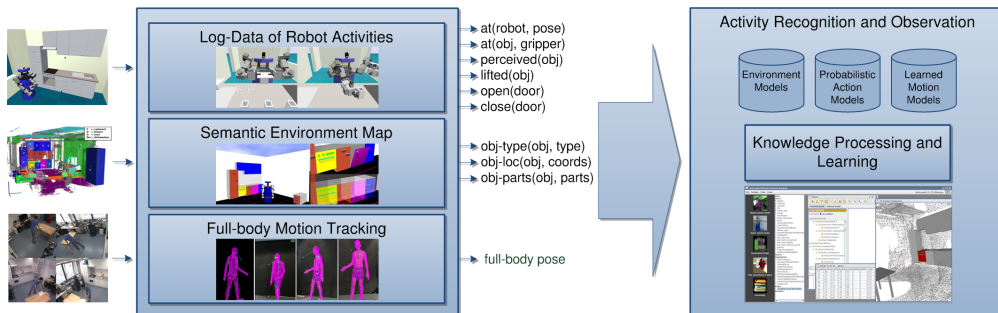 Log-Data of Robot Activities
at(robot, pose)
at(obj, gripper)
perceived(obj)
lifted(obj)
open(door)
close(door)
Semantic Environment Map
obj-type(obj, type)
obj-loc(obj, coords)
obj-parts(obj, parts)
Full-body Motion Tracking
full-body pose
Activity Recognition and Observation
Environment
Models
Probabilistic
Action
Models
Learned
Motion
Models
Knowledge Processing and
Learning